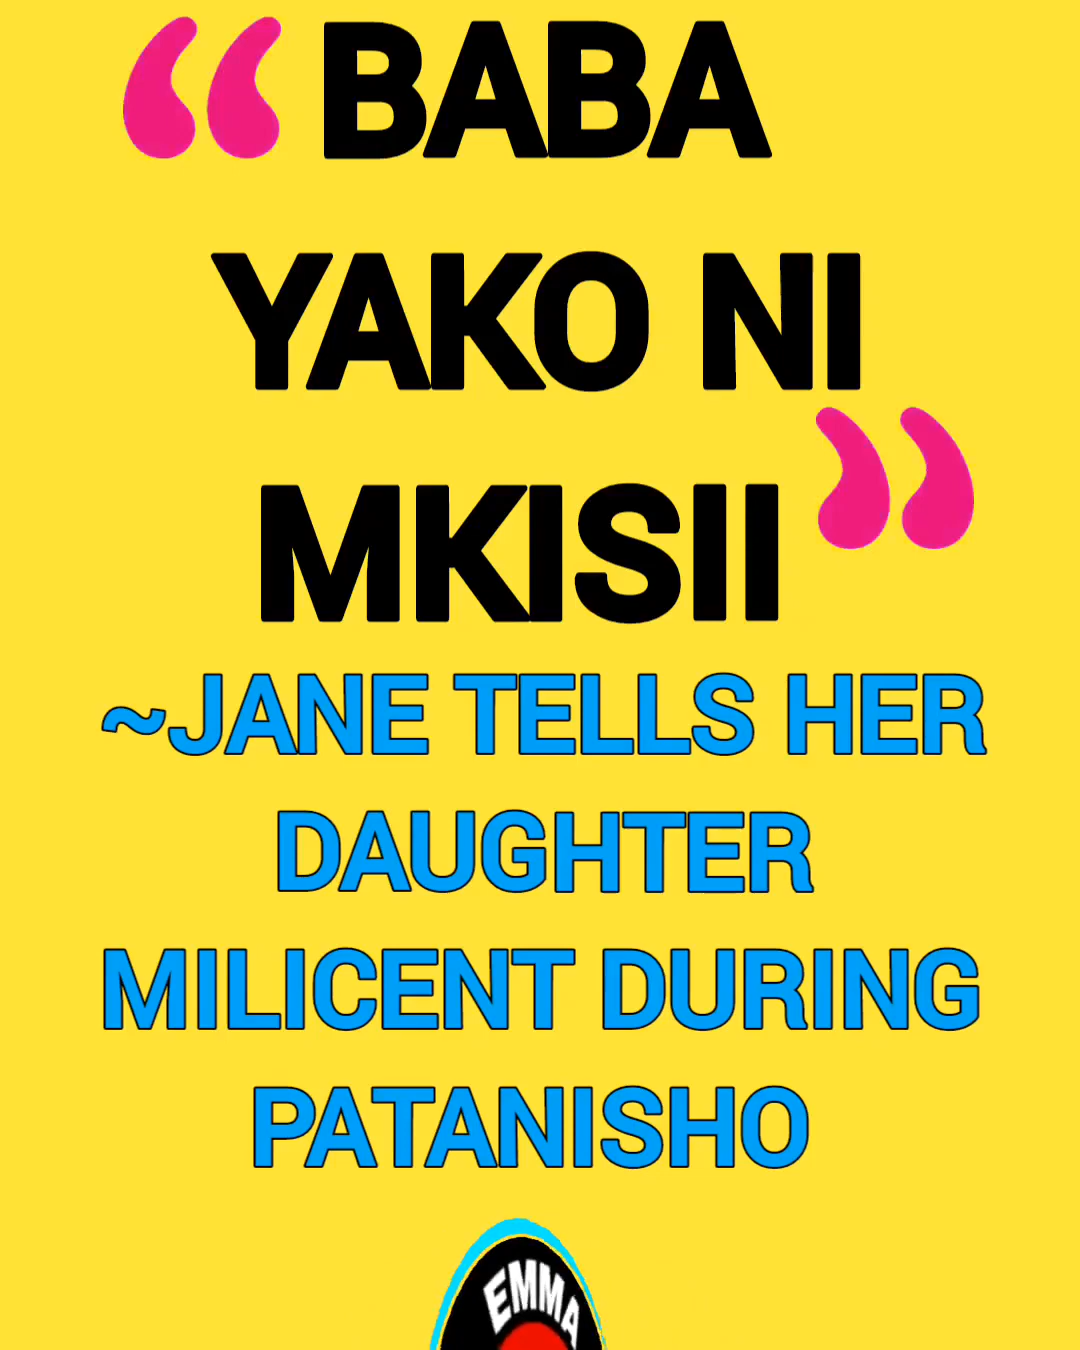 “BABA
YAKO NI
MKISII”
~JANE TELLS HER
DAUGHTER
MILICENT DURING
PATANISHO
EMMA